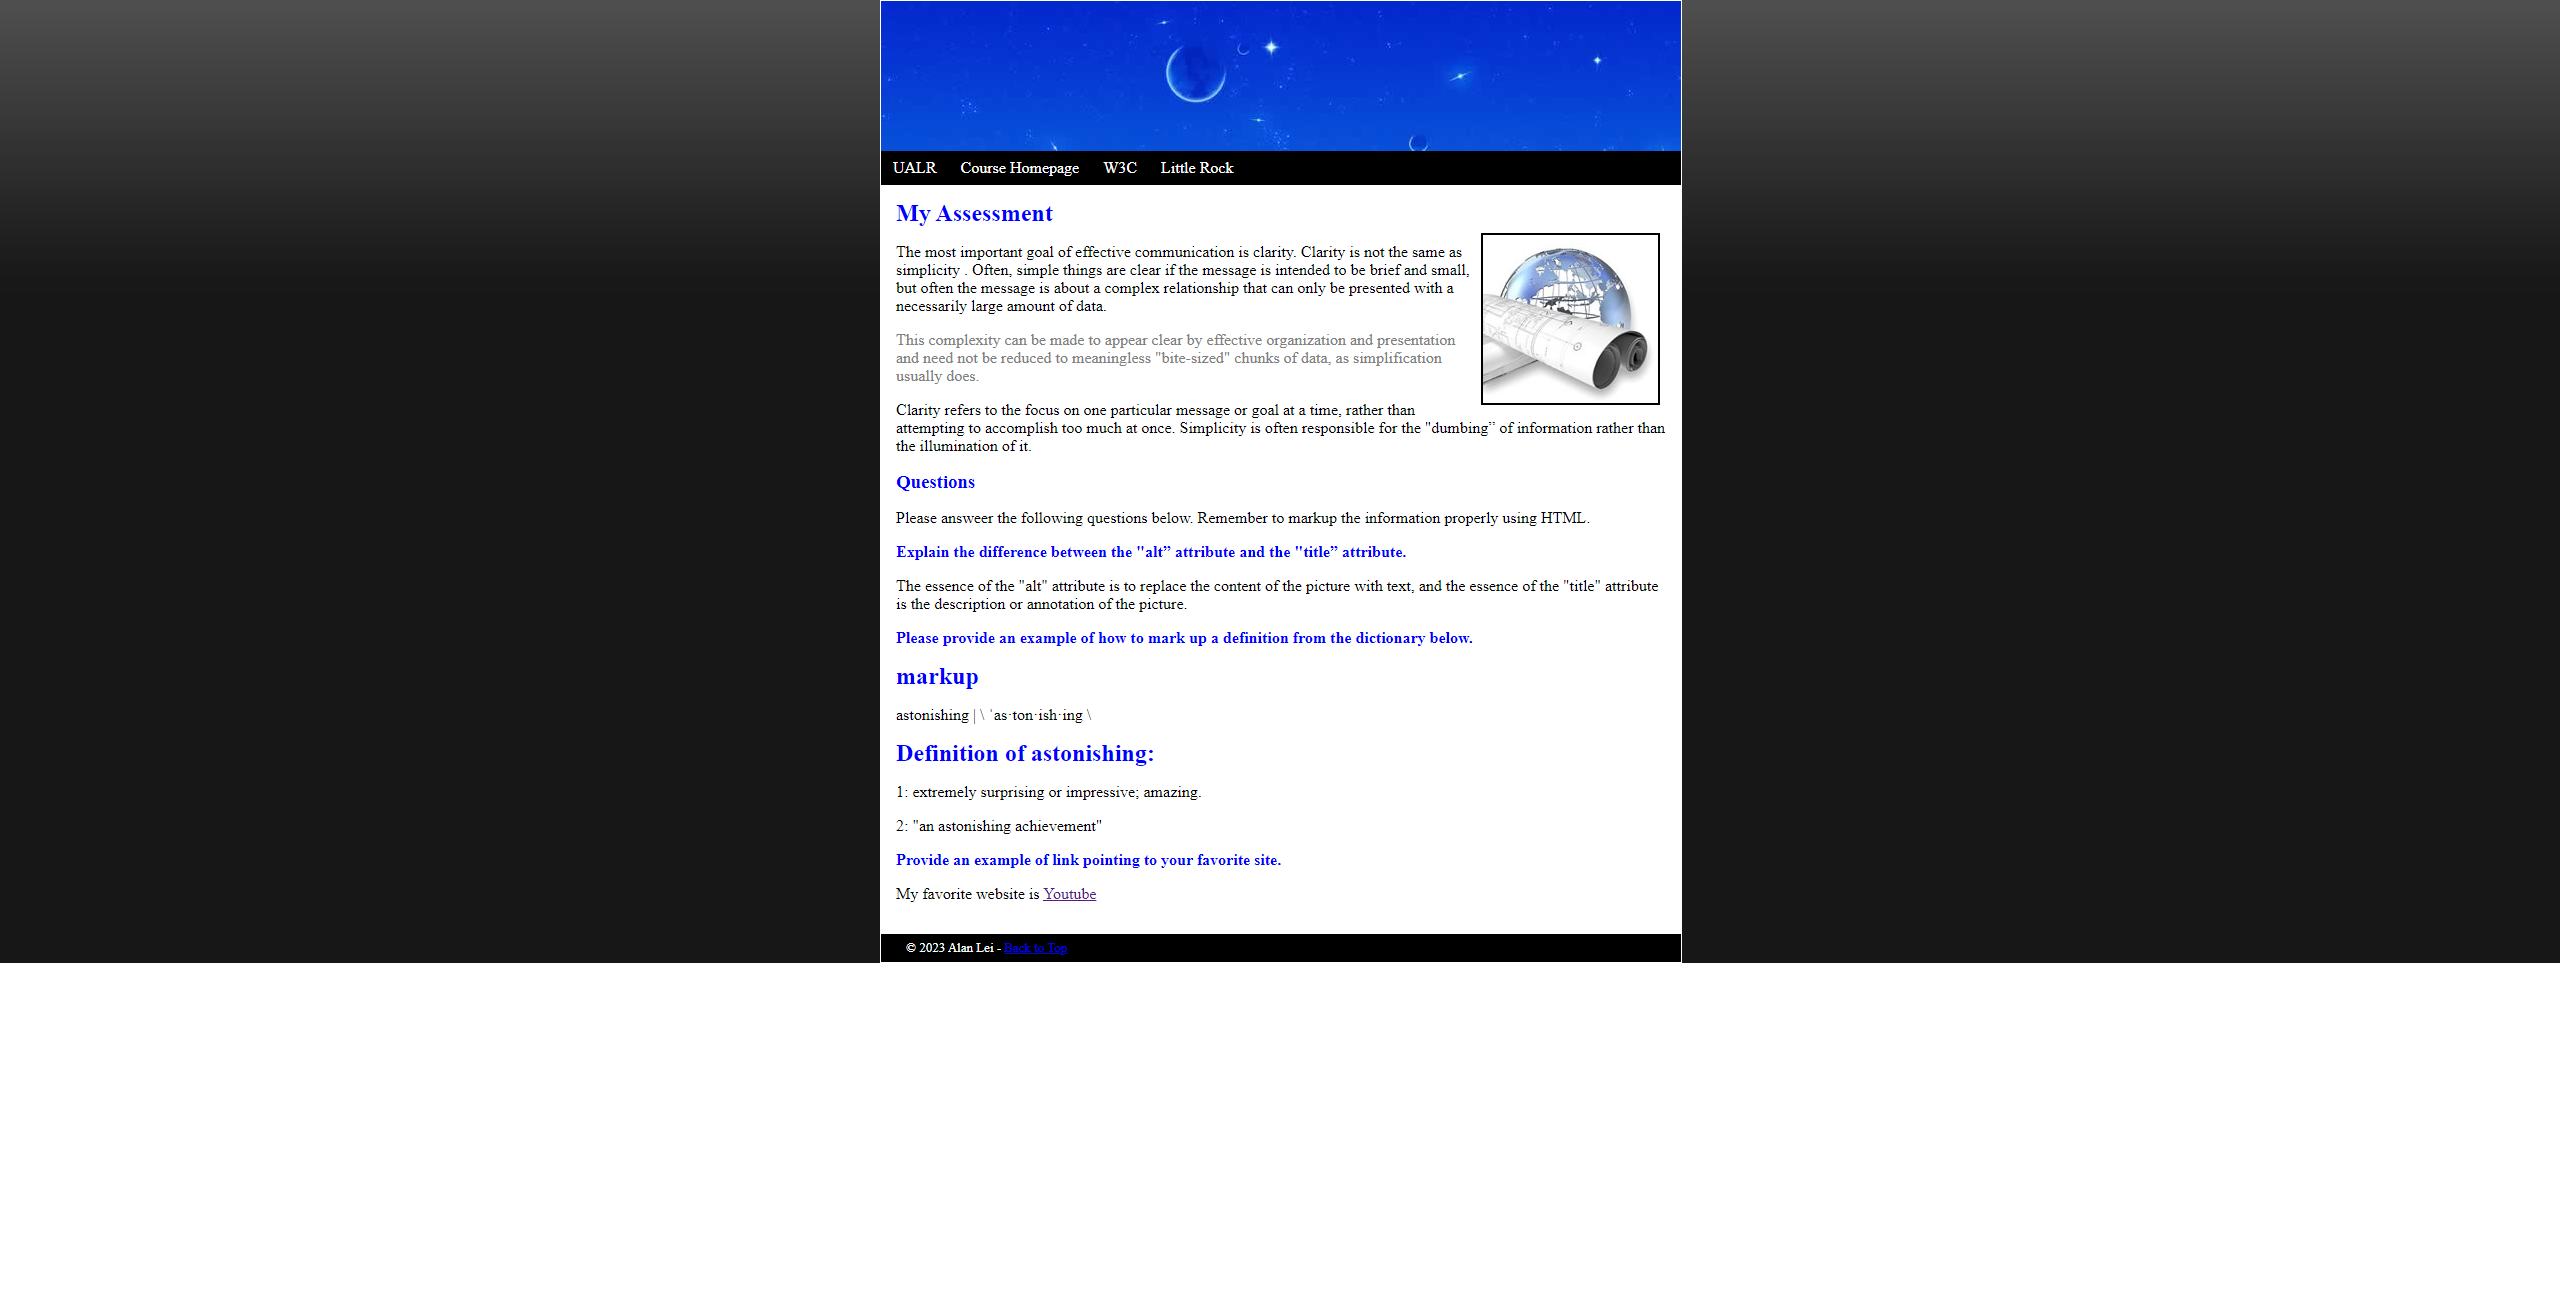 UALR Course Homepage W3C Little Rock
My Assessment
The most important goal of effective communication is clarity. Clarity is not the same as
simplicity . Often, simple things are clear if the message is intended to be brief and small,
but often the message is about a complex relationship that can only be presented with a
necessarily large amount of data.
This complexity can be made to appear clear by effective organization and presentation
and need not be reduced to meaningless "bite-sized" chunks of data, as simplification
usually does.
Clarity refers to the focus on one particular message or goal at a time, rather than
attempting to accomplish too much at once. Simplicity is often responsible for the "dumbing” of information rather than
the illumination of it.
Questions
Please answeer the following questions below. Remember to markup the information properly using HTML.
Explain the difference between the "alt” attribute and the "title” attribute.
The essence of the "alt" attribute is to replace the content of the picture with text, and the essence of the "title" attribute
is the description or annotation of the picture.
Please provide an example of how to mark up a definition from the dictionary below.
markup
astonishing | \ ˈas·ton·ish·ing \
Definition of astonishing:
1: extremely surprising or impressive; amazing.
2: "an astonishing achievement"
Provide an example of link pointing to your favorite site.
My favorite website is Youtube
© 2023 Alan Lei - Back to Top